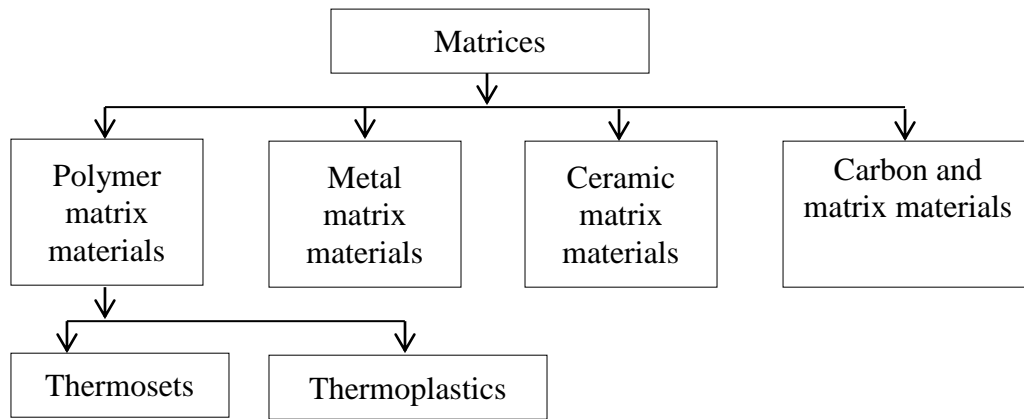 Matrices
Polymer
matrix
materials
Metal
matrix
materials
Ceramic
matrix
materials
Carbon and
matrix materials
Thermosets
Thermoplastics